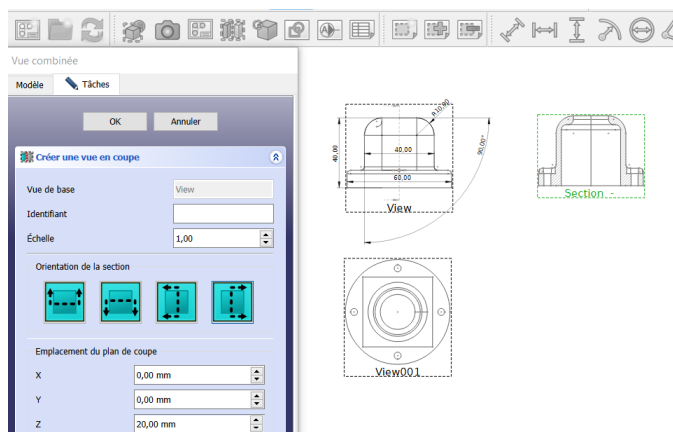 Vue combinée
Modèle
Tâches
OK
Annuler
Créer une vue en coupe
Vue de base
View
Identifiant
Échelle
1,00
Orientation de la section
Emplacement du plan de coupe
X
0,00 mm
Y
0,00 mm
Z
20,00 mm
R10,00
40,00
40,00
90,00°
60,00
View
Section -
View001